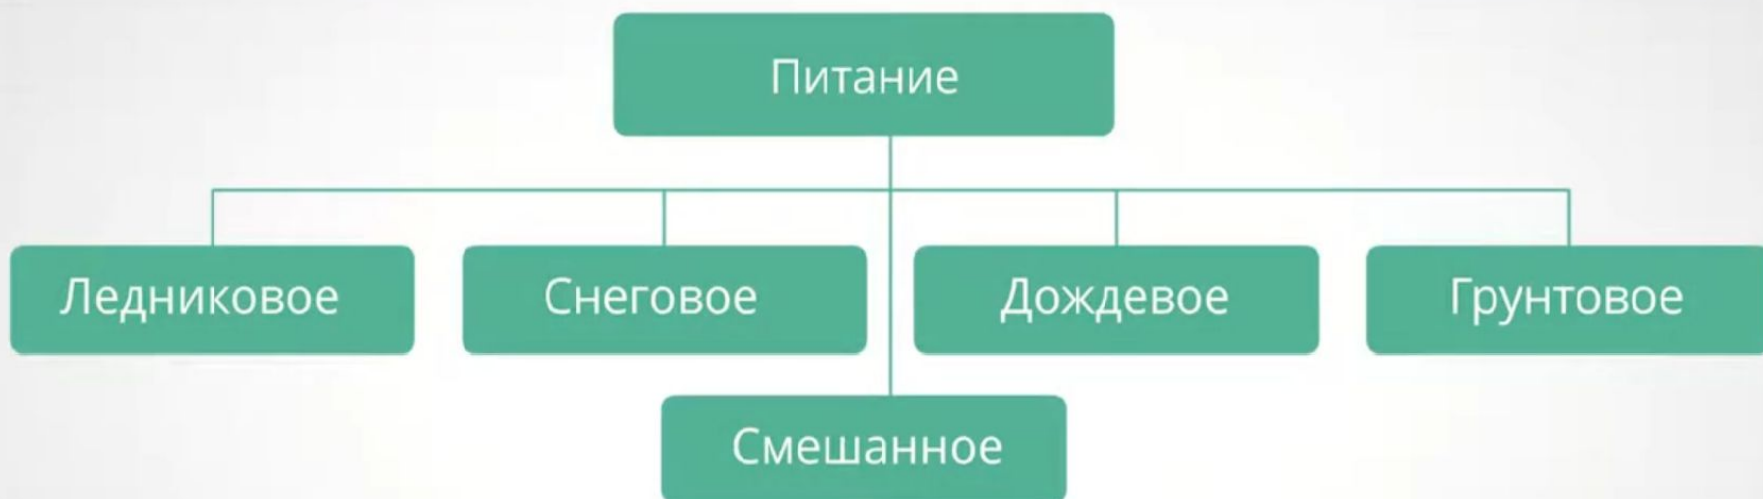 Питание
Ледниковое
Снеговое
Дождевое
Грунтовое
Смешанное